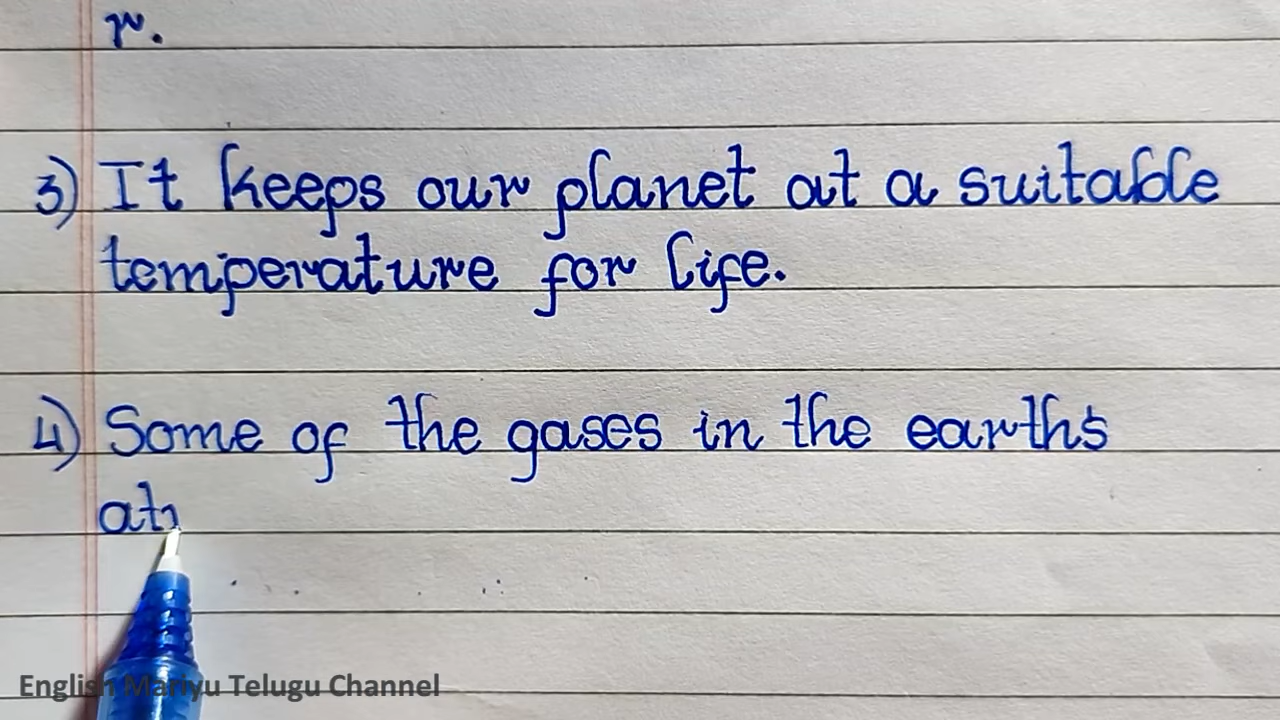 r.
3) It keeps our planet at a suitable
temperature for life.
4) Some of the gases in the earths
at
English Mariyu Telugu Channel